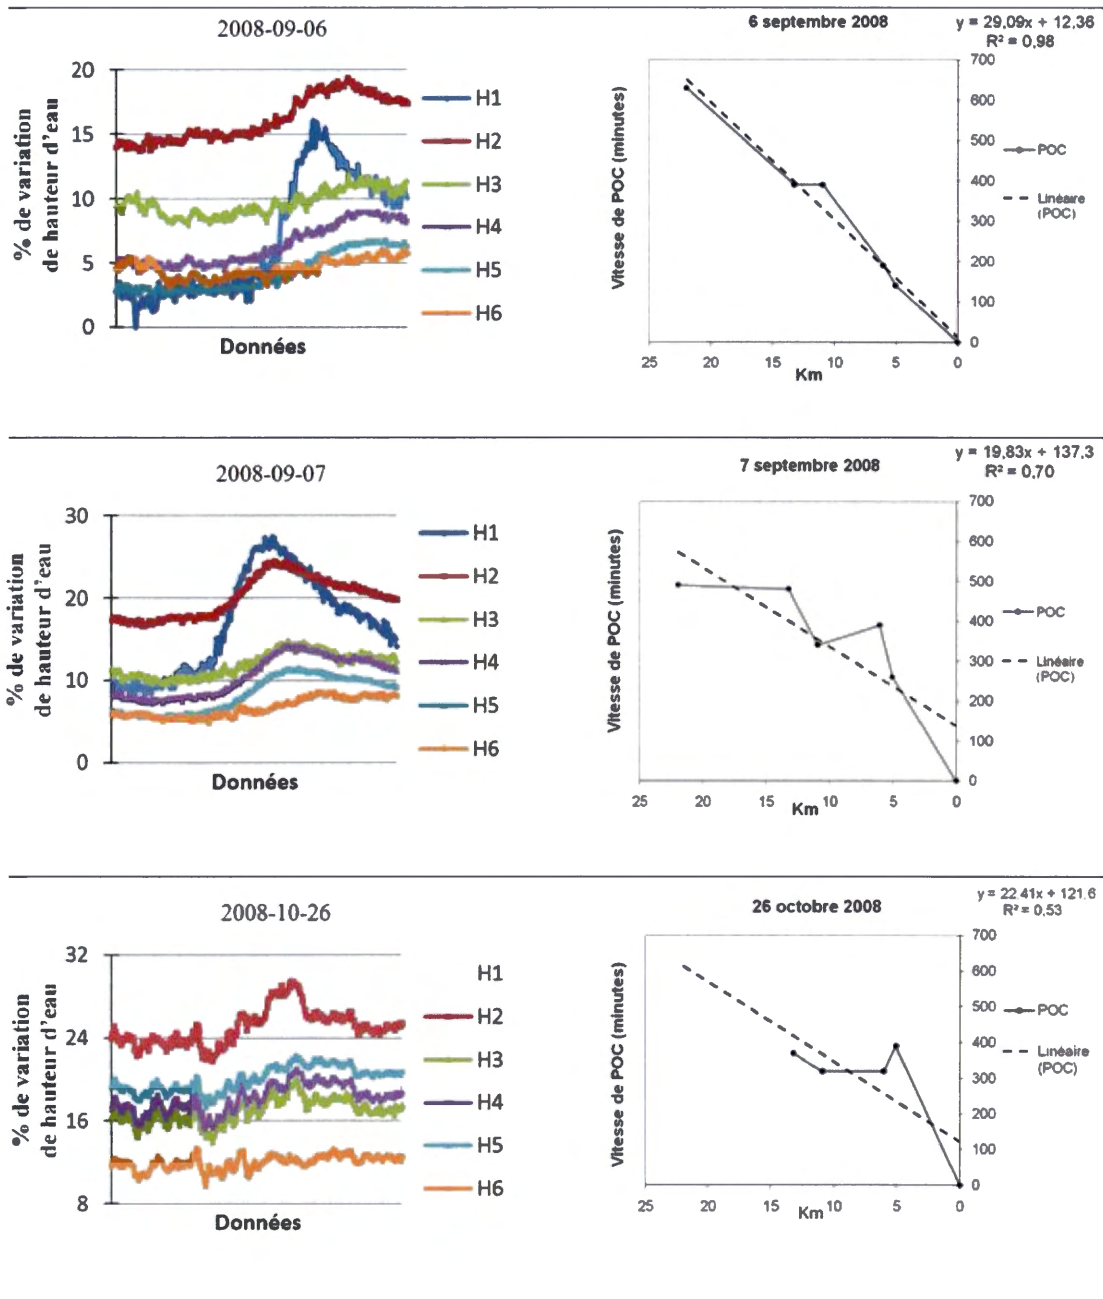 2008-09-06
% de variation
de hauteur d'eau
20
15
10
5
0
Données
H1
H2
H3
H4
H5
H6
6 septembre 2008
y = 29,09x + 12,36
R² = 0,98
Vitesse de POC (minutes)
700
600
500
400
300
200
100
0
25 20 15 10 5 0
Km
POC
Linéaire
(POC)
2008-09-07
% de variation
de hauteur d'eau
30
20
10
0
Données
H1
H2
H3
H4
H5
H6
7 septembre 2008
y = 19,83x + 137,3
R² = 0,70
Vitesse de POC (minutes)
700
600
500
400
300
200
100
0
25 20 15 10 5 0
Km
POC
Linéaire
(POC)
2008-10-26
% de variation
de hauteur d'eau
32
24
16
8
Données
H1
H2
H3
H4
H5
H6
26 octobre 2008
y = 22,41x + 121,6
R² = 0,53
Vitesse de POC (minutes)
700
600
500
400
300
200
100
0
25 20 15 10 5 0
Km
POC
Linéaire
(POC)